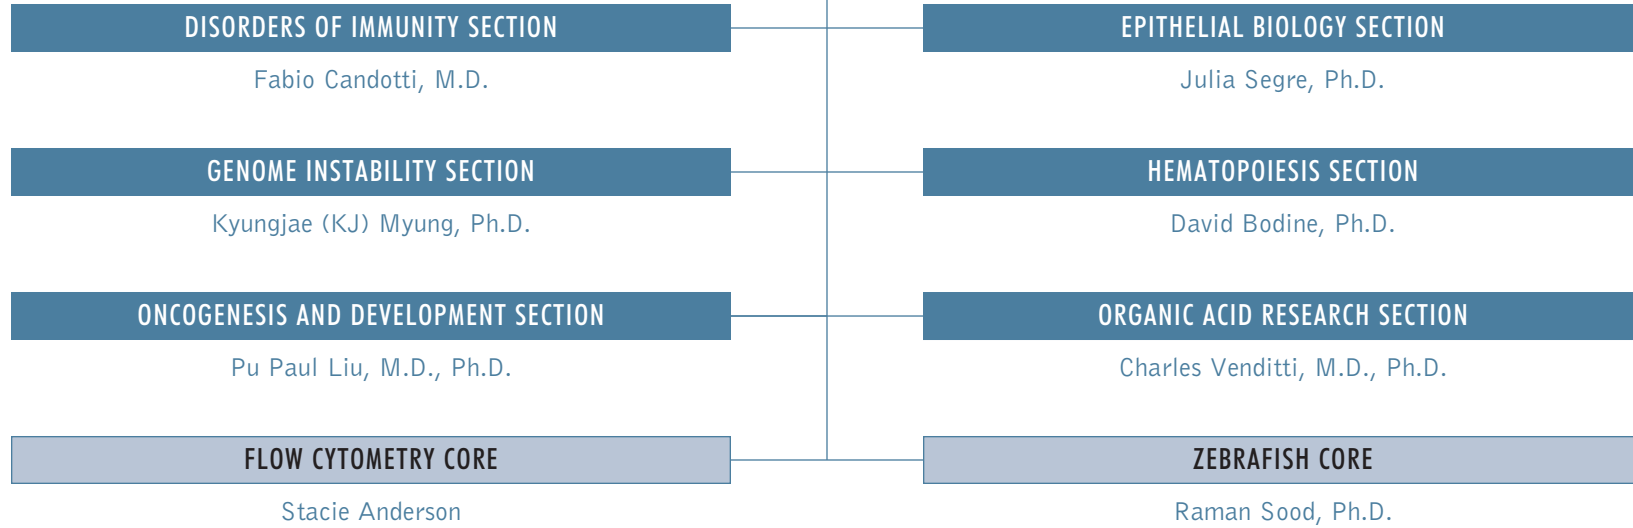 DISORDERS OF IMMUNITY SECTION
Fabio Candotti, M.D.
EPITHELIAL BIOLOGY SECTION
Julia Segre, Ph.D.
GENOME INSTABILITY SECTION
Kyungjae (KJ) Myung, Ph.D.
HEMATOPOIESIS SECTION
David Bodine, Ph.D.
ONCOGENESIS AND DEVELOPMENT SECTION
Pu Paul Liu, M.D., Ph.D.
ORGANIC ACID RESEARCH SECTION
Charles Venditti, M.D., Ph.D.
FLOW CYTOMETRY CORE
Stacie Anderson
ZEBRAFISH CORE
Raman Sood, Ph.D.